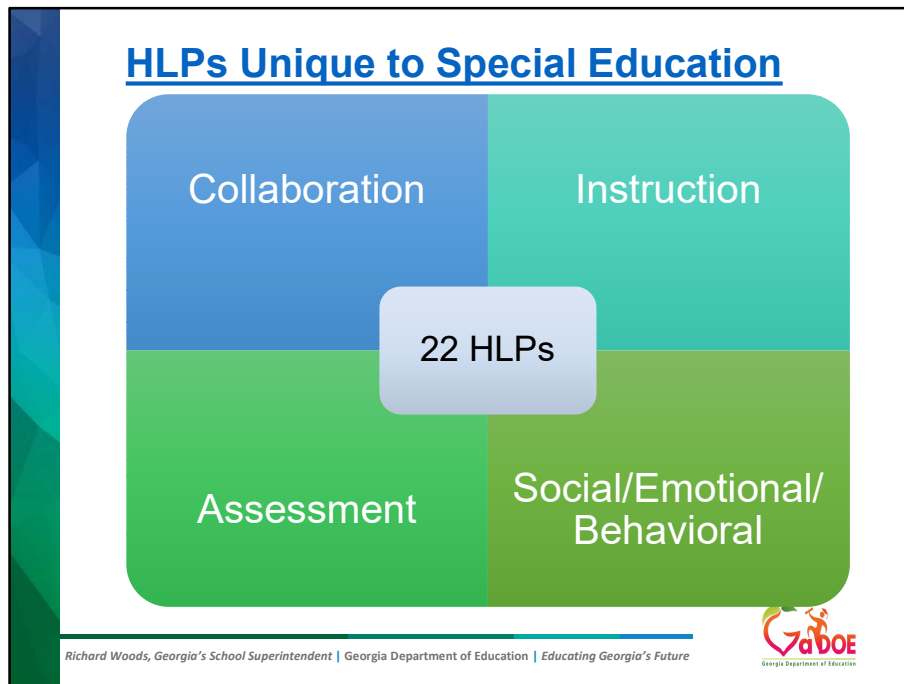 HLPs Unique to Special Education
Collaboration
Instruction
22 HLPs
Assessment
Social/Emotional/
Behavioral
Richard Woods, Georgia's School Superintendent | Georgia Department of Education | Educating Georgia's Future
GaDOE
Georgia Department of Education